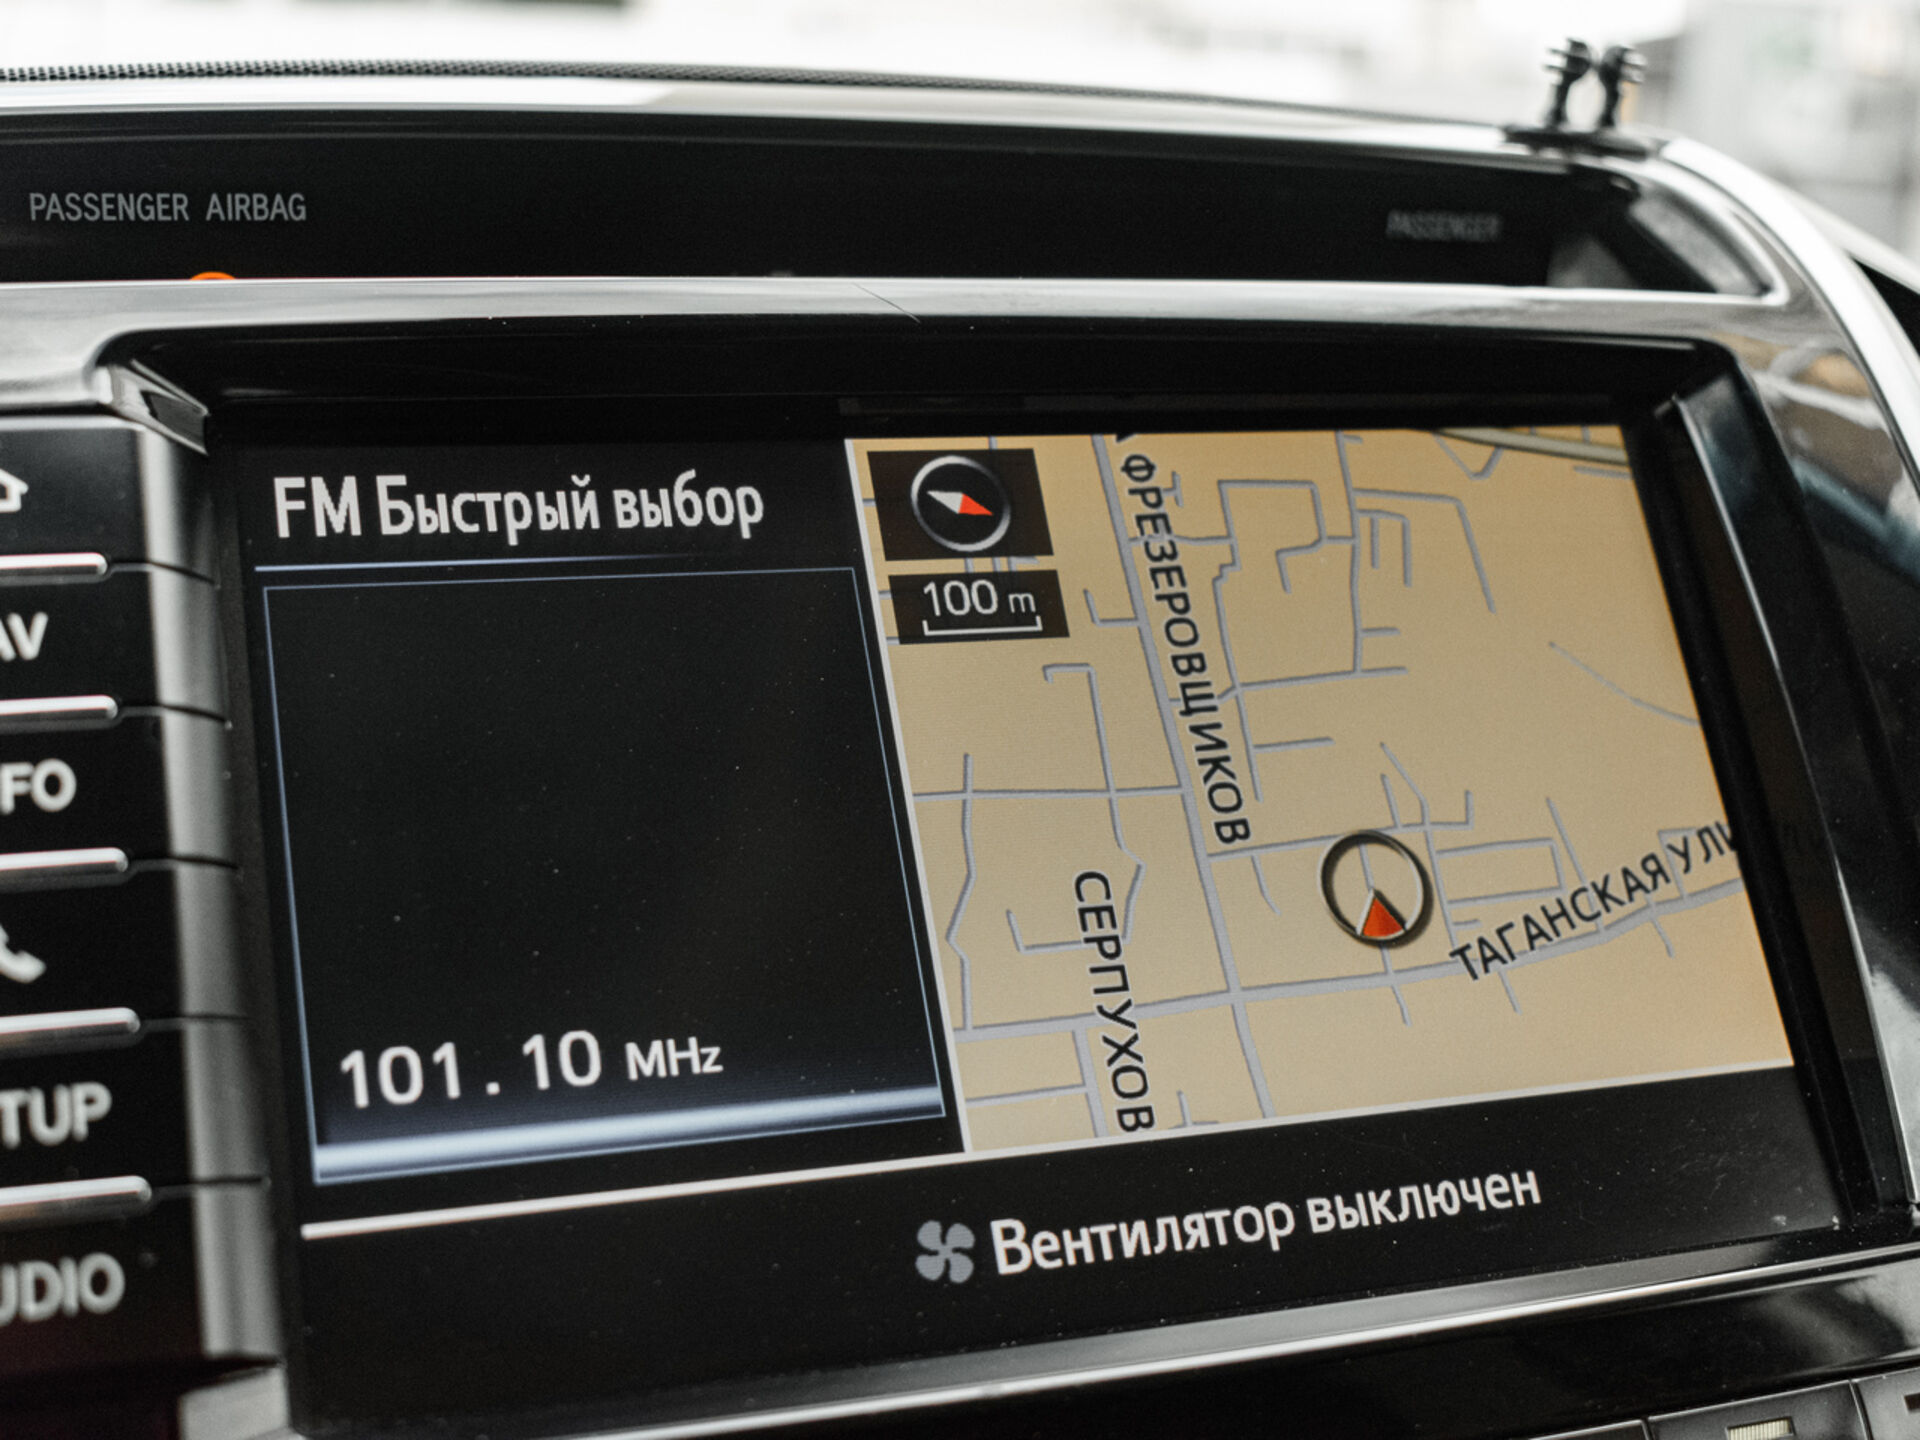 PASSENGER AIRBAG
PASSENGER
FM Быстрый выбор
100 m
ФРЕЗЕРОВЩИКОВ
AV
FO
СЕРПУХОВ
ТАГАНСКАЯ УЛИ
101.10 MHz
TUP
Вентилятор выключен
UDIO